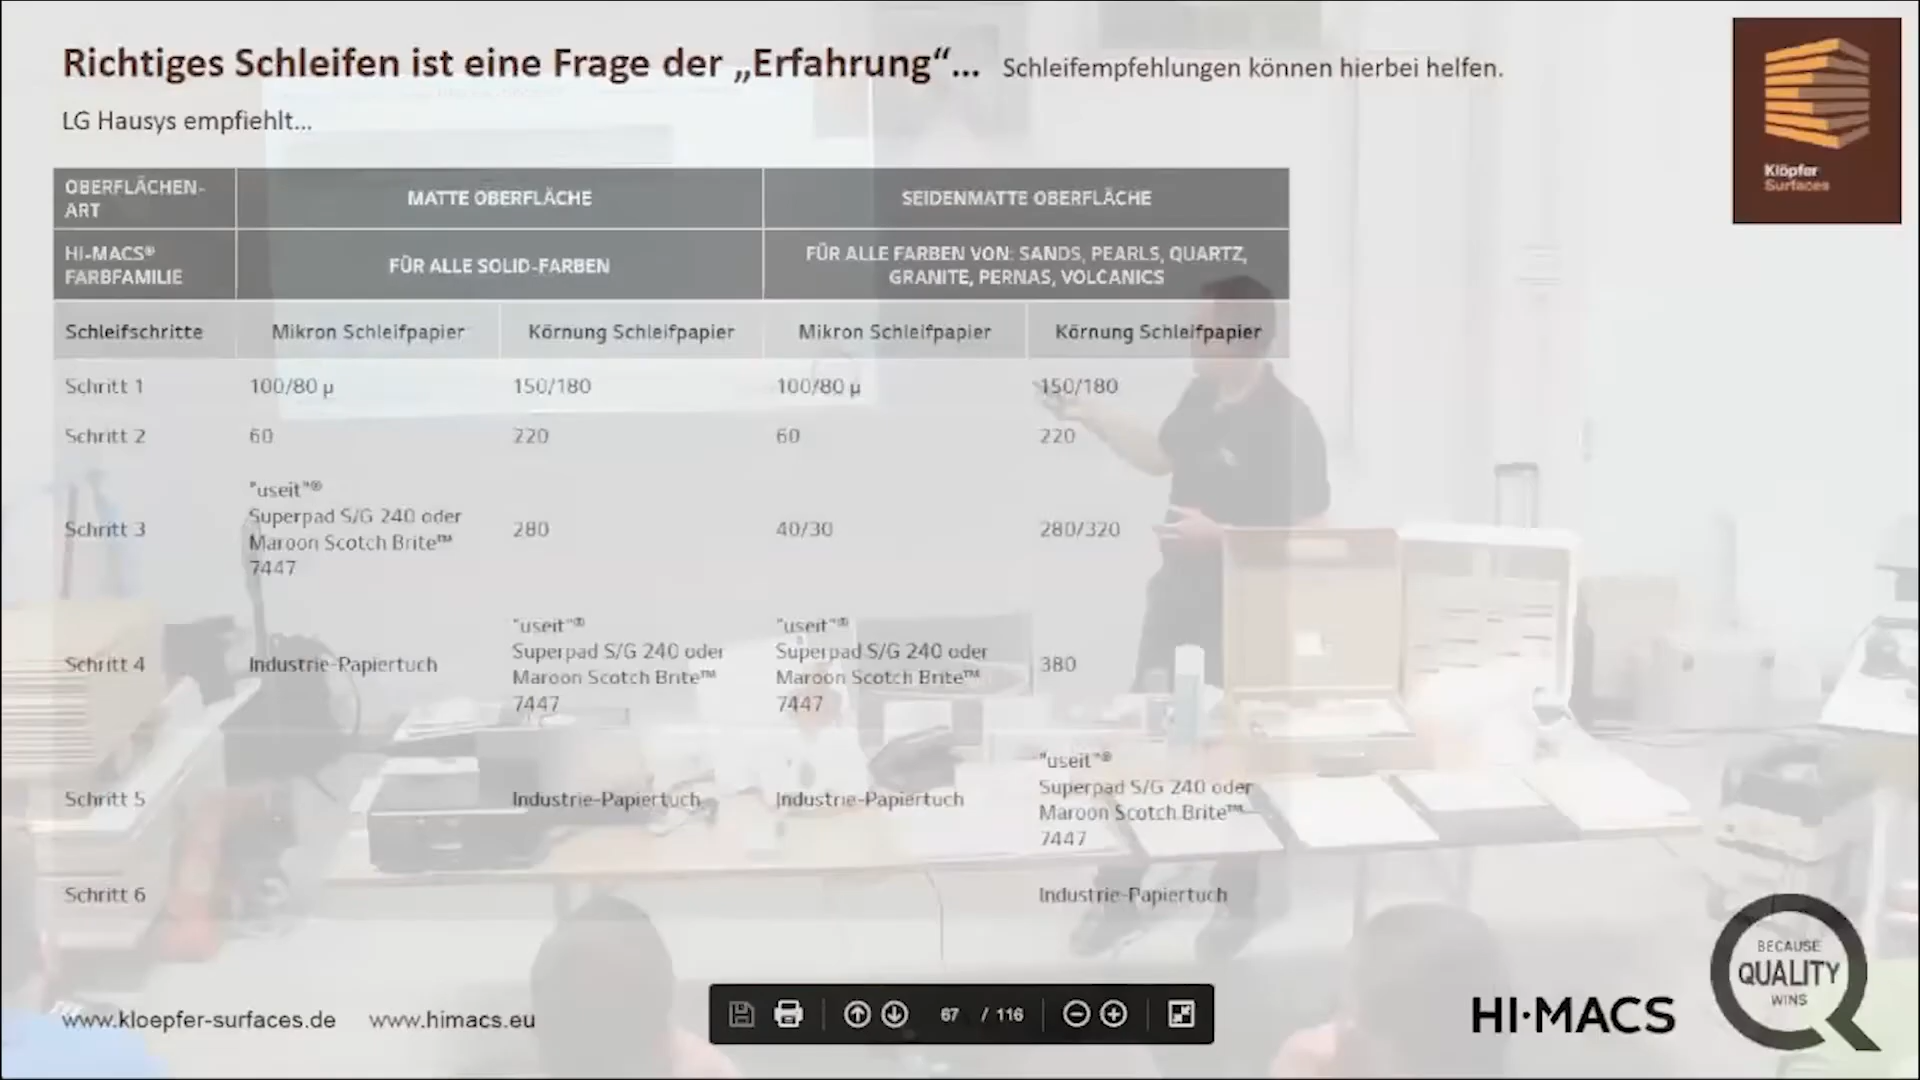 Richtiges Schleifen ist eine Frage der „Erfahrung“... Schleifempfehlungen können hierbei helfen.
LG Hausys empfiehlt...
Klöpfer
Surfaces
OBERFLÄCHEN-
ART
MATTE OBERFLÄCHE
SEIDENMATTE OBERFLÄCHE
HI-MACS®
FARBFAMILIE
FÜR ALLE SOLID-FARBEN
FÜR ALLE FARBEN VON: SANDS, PEARLS, QUARTZ,
GRANITE, PERNAS, VOLCANICS
Schleifschritte Mikron Schleifpapier Körnung Schleifpapier Mikron Schleifpapier Körnung Schleifpapier
Schritt 1 100/80 µ 150/180 100/80 µ 150/180
Schritt 2 60 220 60 220
Schritt 3
"useit"®
Superpad S/G 240 oder
Maroon Scotch Brite™
7447
280 40/30 280/320
Schritt 4 Industrie-Papiertuch
"useit"®
Superpad S/G 240 oder
Maroon Scotch Brite™
7447
"useit"®
Superpad S/G 240 oder
Maroon Scotch Brite™
7447
380
Schritt 5 Industrie-Papiertuch Industrie-Papiertuch
"useit"®
Superpad S/G 240 oder
Maroon Scotch Brite™
7447
Schritt 6 Industrie-Papiertuch
www.kloepfer-surfaces.de www.himacs.eu
67 / 116
HI·MACS
BECAUSE
QUALITY
WINS